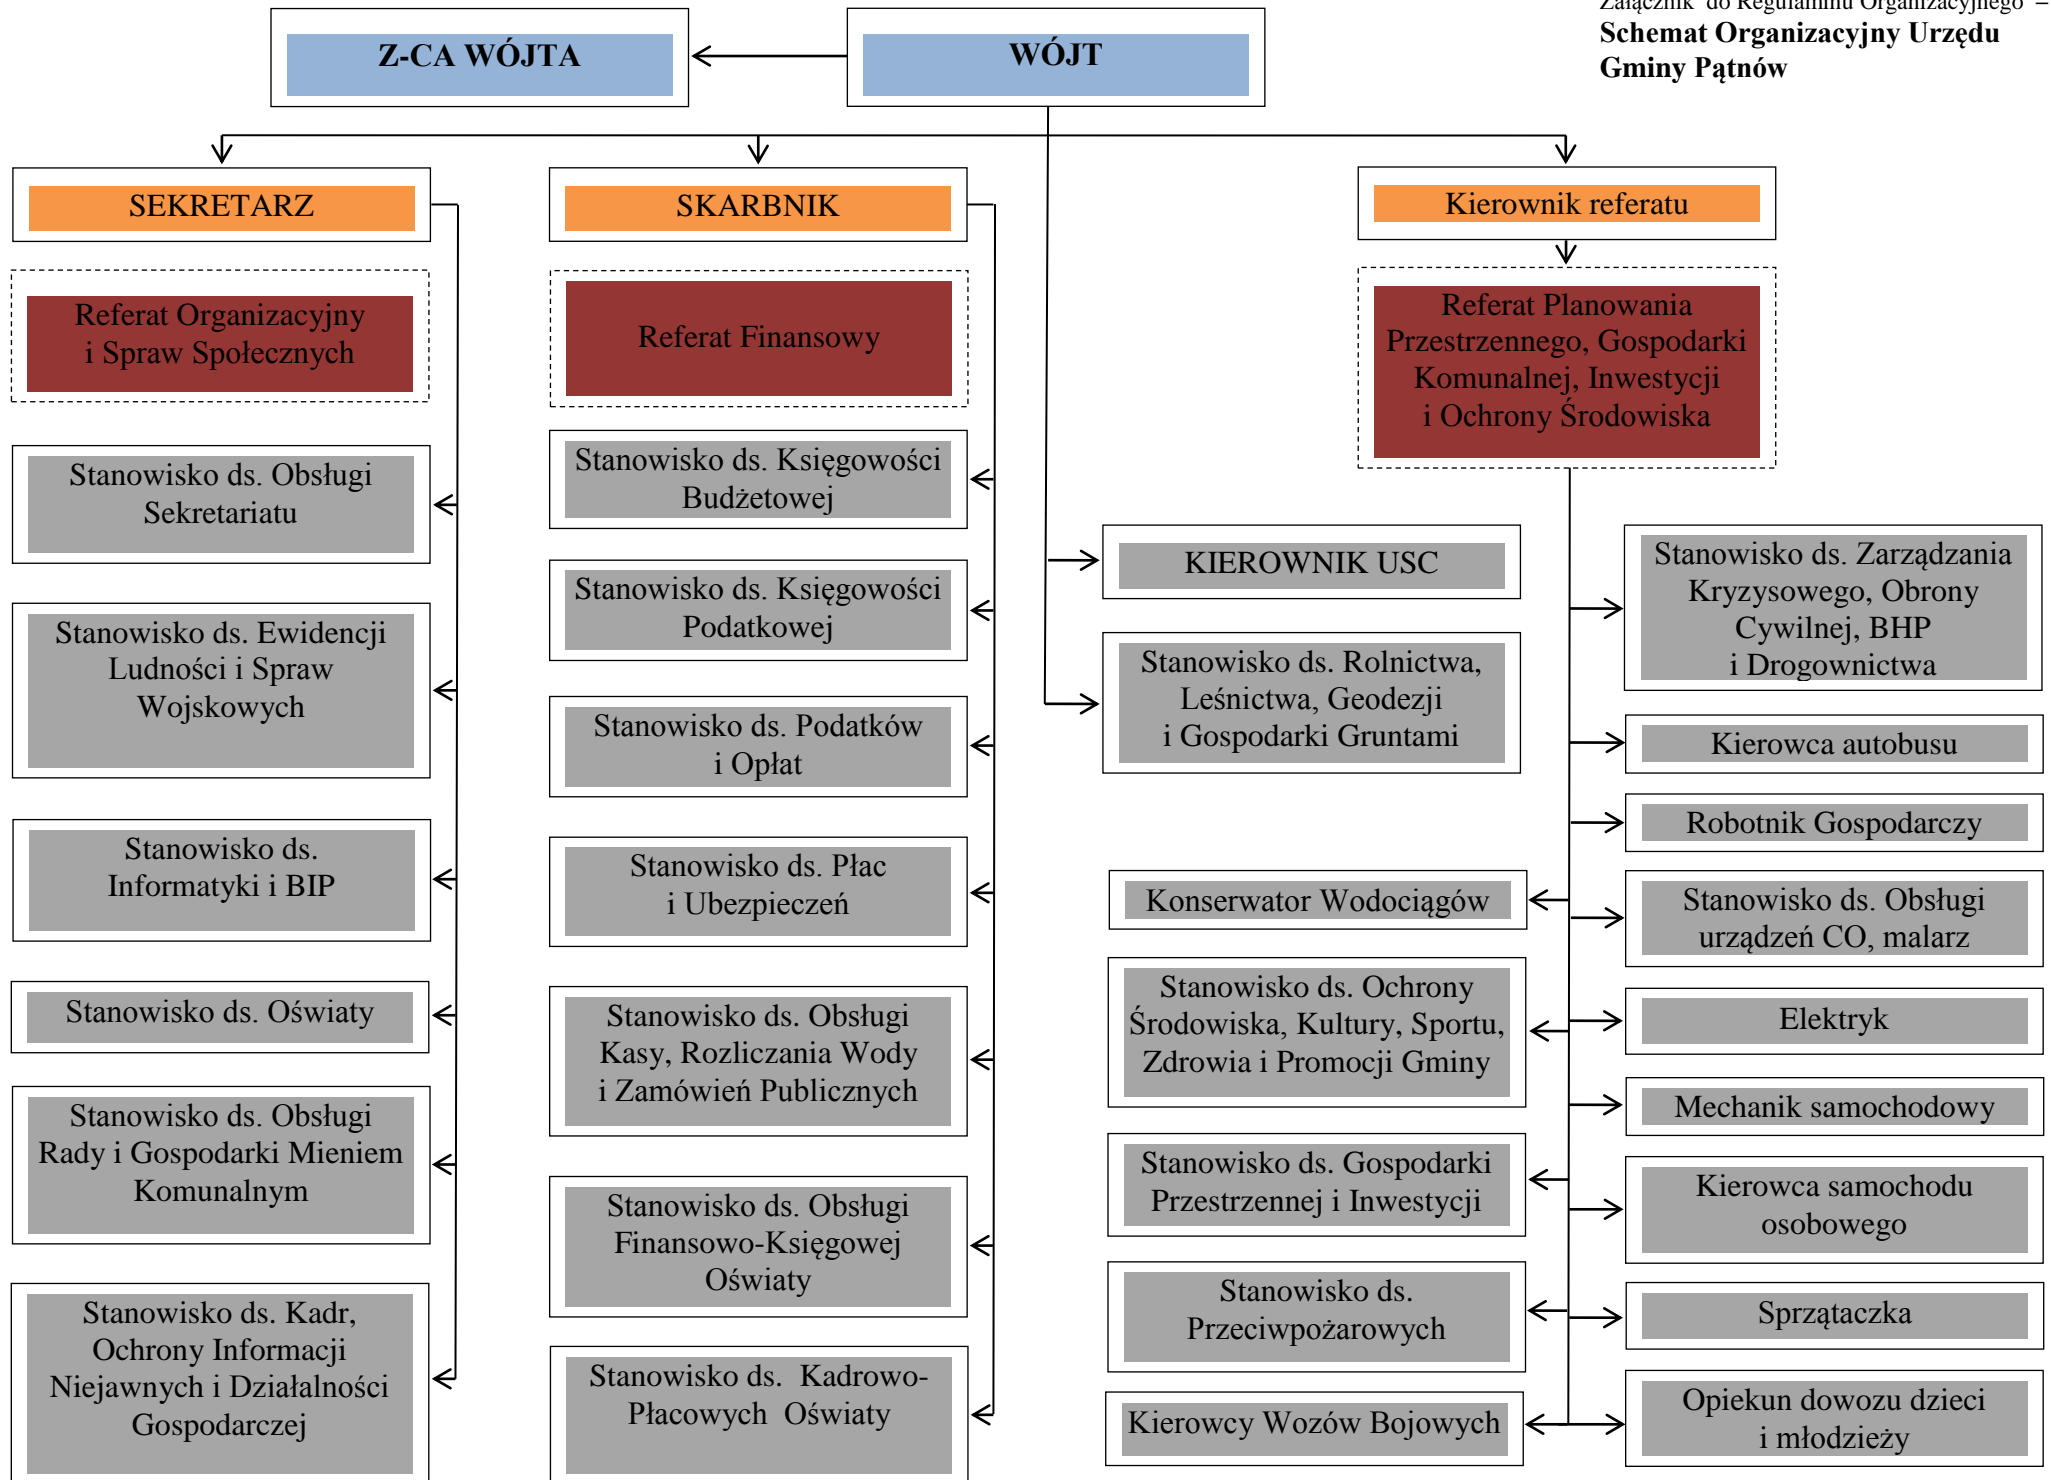 Załącznik do Regulaminu Organizacyjnego –
Schemat Organizacyjny Urzędu
Gminy Pątnów
Z-CA WÓJTA
WÓJT
SEKRETARZ
SKARBNIK
Kierownik referatu
Referat Organizacyjny
i Spraw Społecznych
Referat Finansowy
Referat Planowania
Przestrzennego, Gospodarki
Komunalnej, Inwestycji
i Ochrony Środowiska
Stanowisko ds. Obsługi
Sekretariatu
Stanowisko ds. Ewidencji
Ludności i Spraw
Wojskowych
Stanowisko ds.
Informatyki i BIP
Stanowisko ds. Oświaty
Stanowisko ds. Obsługi
Rady i Gospodarki Mieniem
Komunalnym
Stanowisko ds. Kadr,
Ochrony Informacji
Niejawnych i Działalności
Gospodarczej
Stanowisko ds. Księgowości
Budżetowej
Stanowisko ds. Księgowości
Podatkowej
Stanowisko ds. Podatków
i Opłat
Stanowisko ds. Płac
i Ubezpieczeń
Stanowisko ds. Obsługi
Kasy, Rozliczania Wody
i Zamówień Publicznych
Stanowisko ds. Obsługi
Finansowo-Księgowej
Oświaty
Stanowisko ds. Kadrowo-
Płacowych Oświaty
KIEROWNIK USC
Stanowisko ds. Rolnictwa,
Leśnictwa, Geodezji
i Gospodarki Gruntami
Konserwator Wodociągów
Stanowisko ds. Ochrony
Środowiska, Kultury, Sportu,
Zdrowia i Promocji Gminy
Stanowisko ds. Gospodarki
Przestrzennej i Inwestycji
Stanowisko ds.
Przeciwpożarowych
Kierowcy Wozów Bojowych
Stanowisko ds. Zarządzania
Kryzysowego, Obrony
Cywilnej, BHP
i Drogownictwa
Kierowca autobusu
Robotnik Gospodarczy
Stanowisko ds. Obsługi
urządzeń CO, malarz
Elektryk
Mechanik samochodowy
Kierowca samochodu
osobowego
Sprzątaczka
Opiekun dowozu dzieci
i młodzieży